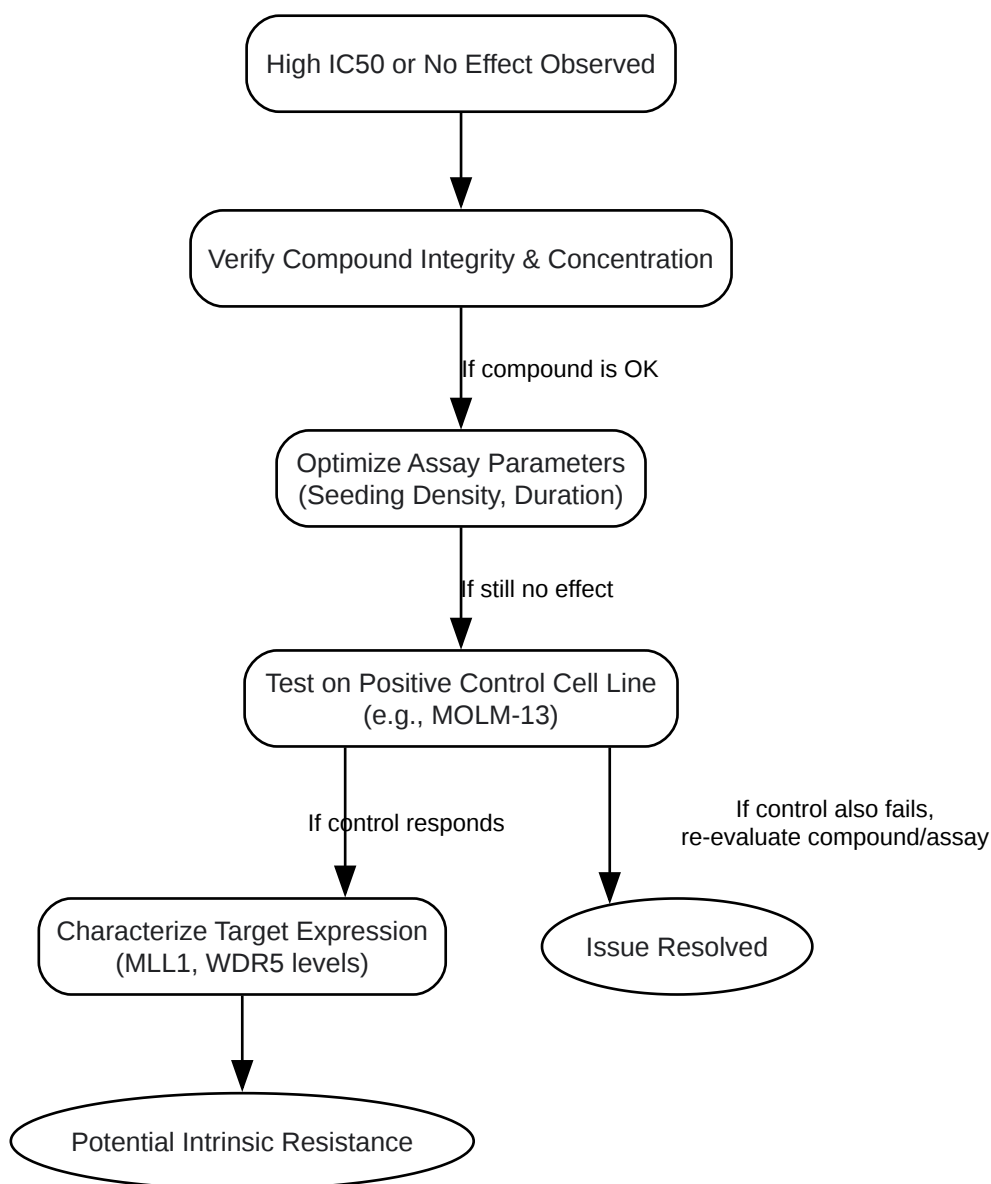 High IC50 or No Effect Observed
Verify Compound Integrity & Concentration
If compound is OK
Optimize Assay Parameters
(Seeding Density, Duration)
If still no effect
Test on Positive Control Cell Line
(e.g., MOLM-13)
If control responds
If control also fails,
re-evaluate compound/assay
Characterize Target Expression
(MLL1, WDR5 levels)
Issue Resolved
Potential Intrinsic Resistance